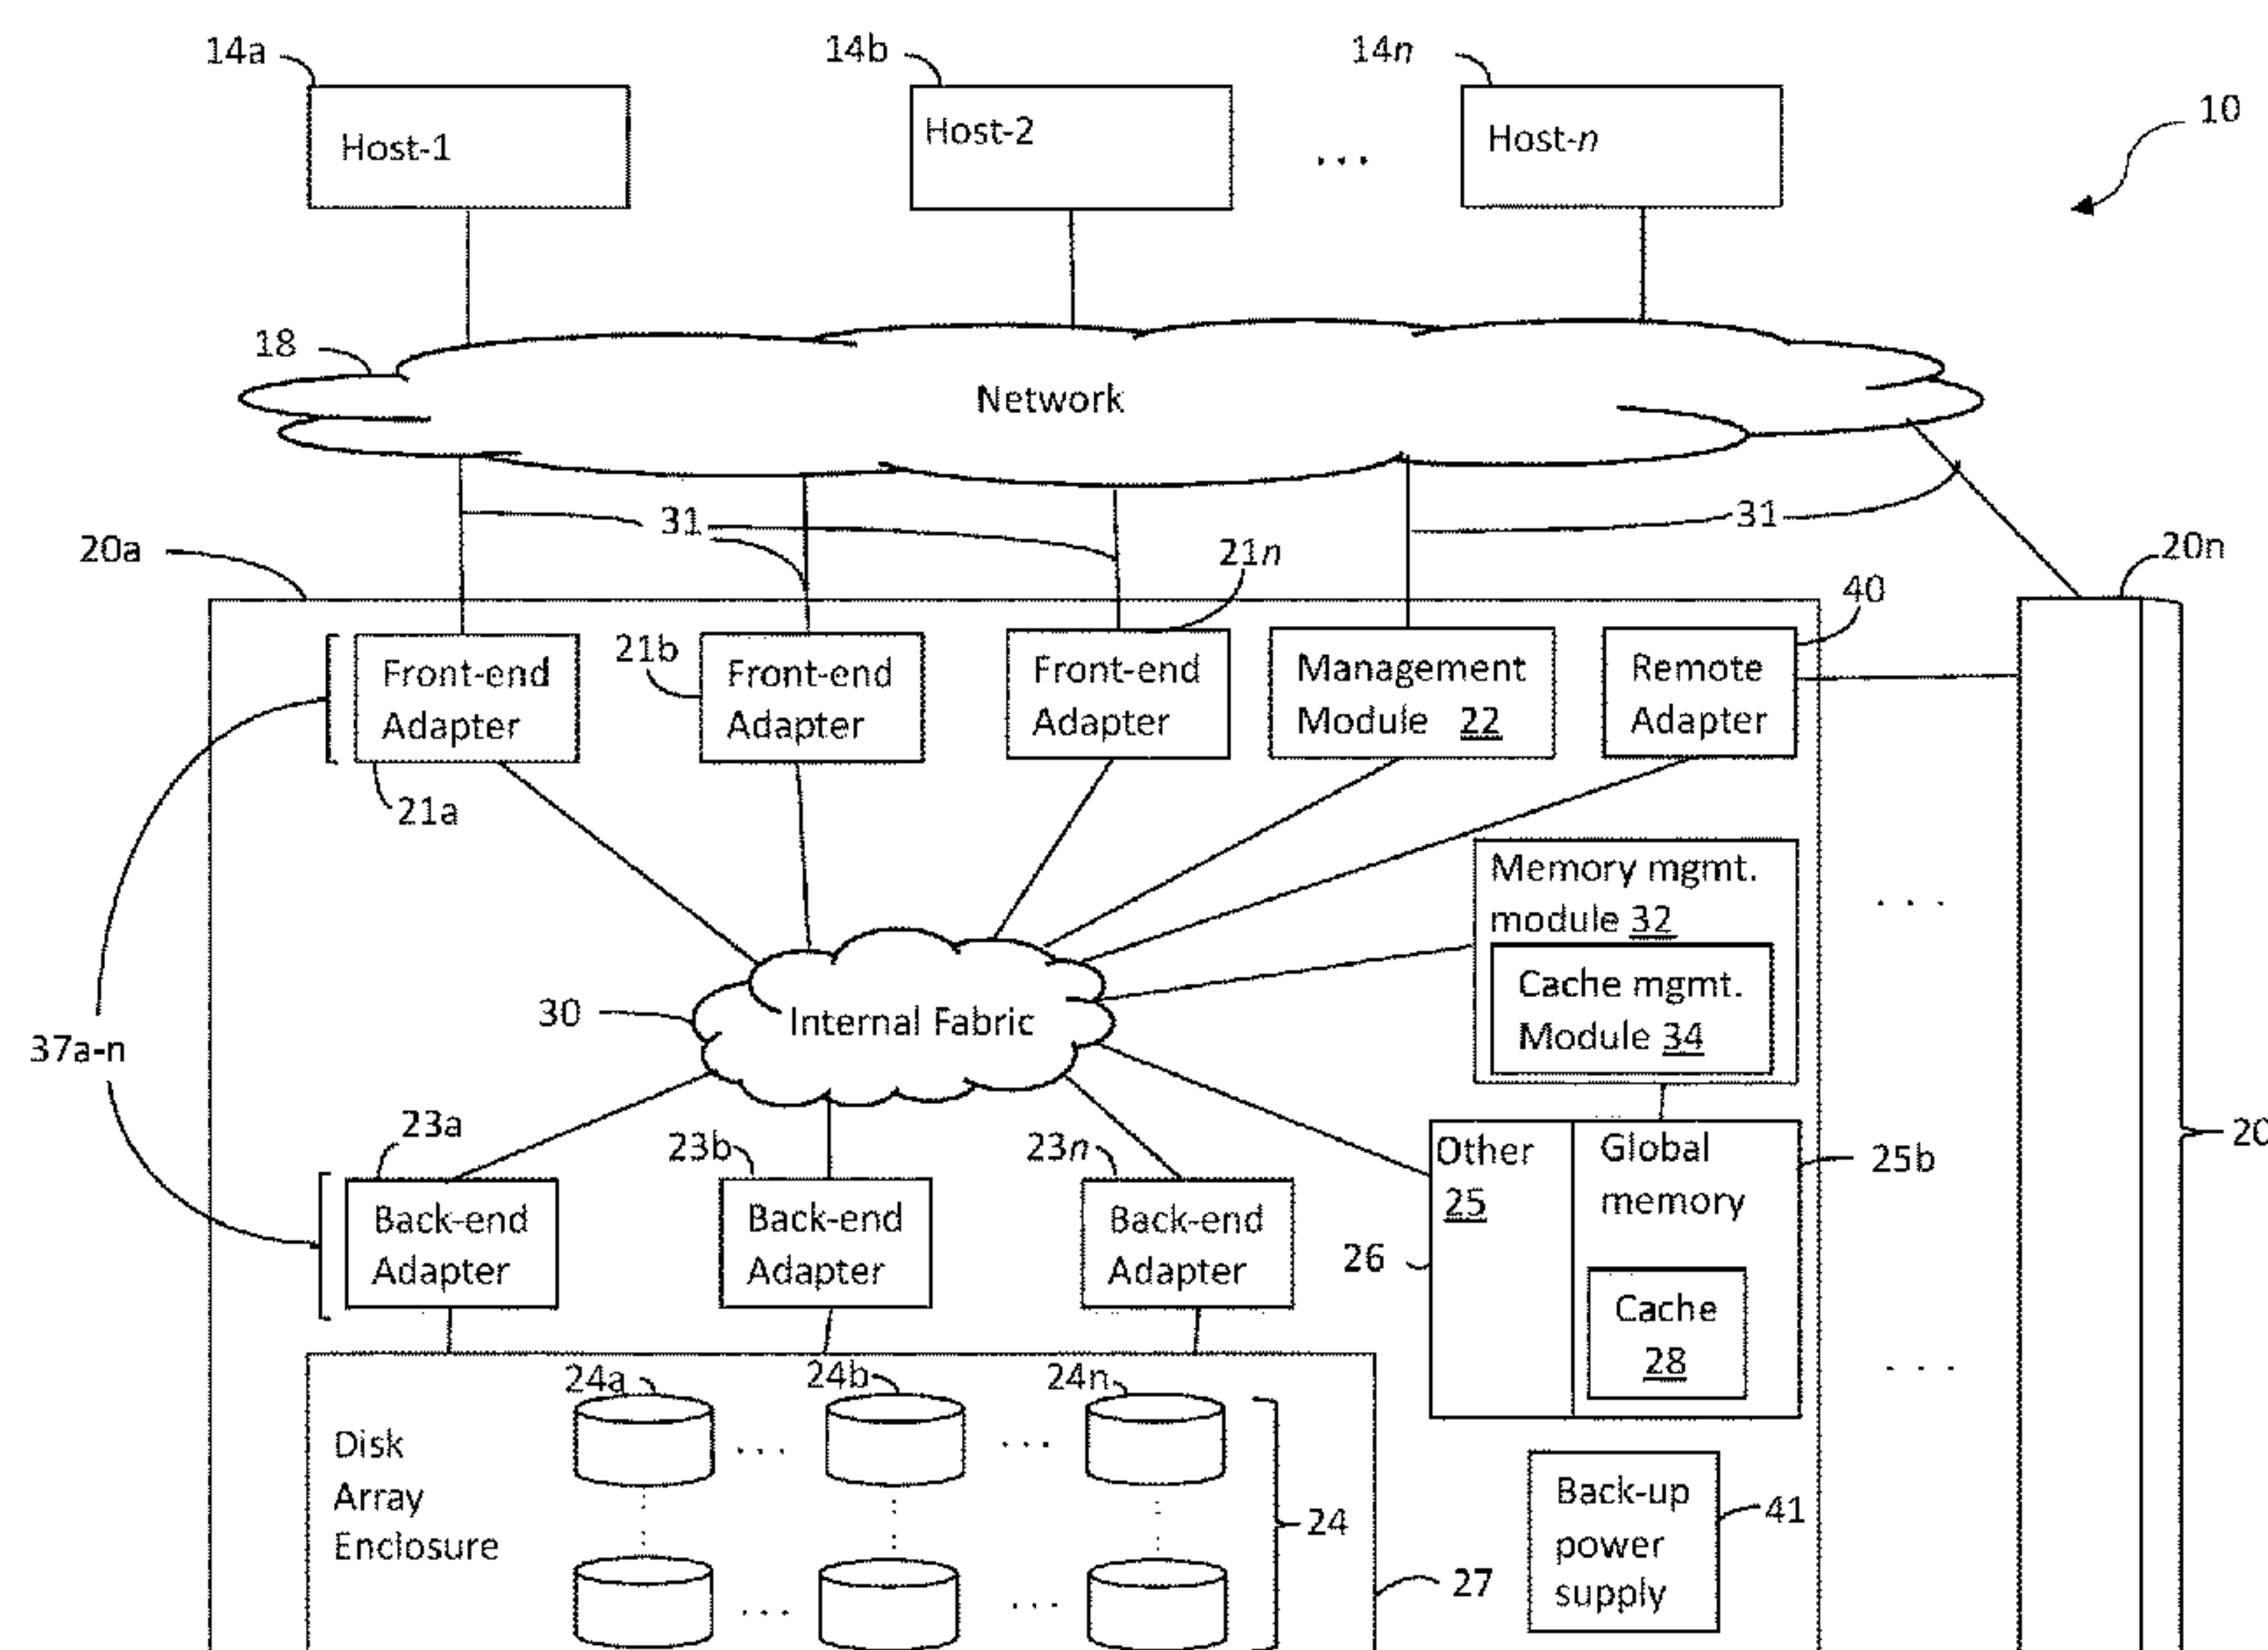 14a
14b
14n
10
Host-1
Host-2
...
Host-n
18
Network
31
31
20a
21n
20n
40
Front-end
Adapter
21b
Front-end
Adapter
Front-end
Adapter
Management
Module 22
Remote
Adapter
21a
Memory mgmt.
module 32
...
Cache mgmt.
Module 34
30
Internal Fabric
37a-n
23a
23b
23n
Other
25
Global
memory
25b
20
Back-end
Adapter
Back-end
Adapter
Back-end
Adapter
26
Cache
28
...
24a
24b
24n
Disk
Array
Enclosure
...
...
24
Back-up
power
supply
41
27
...
...